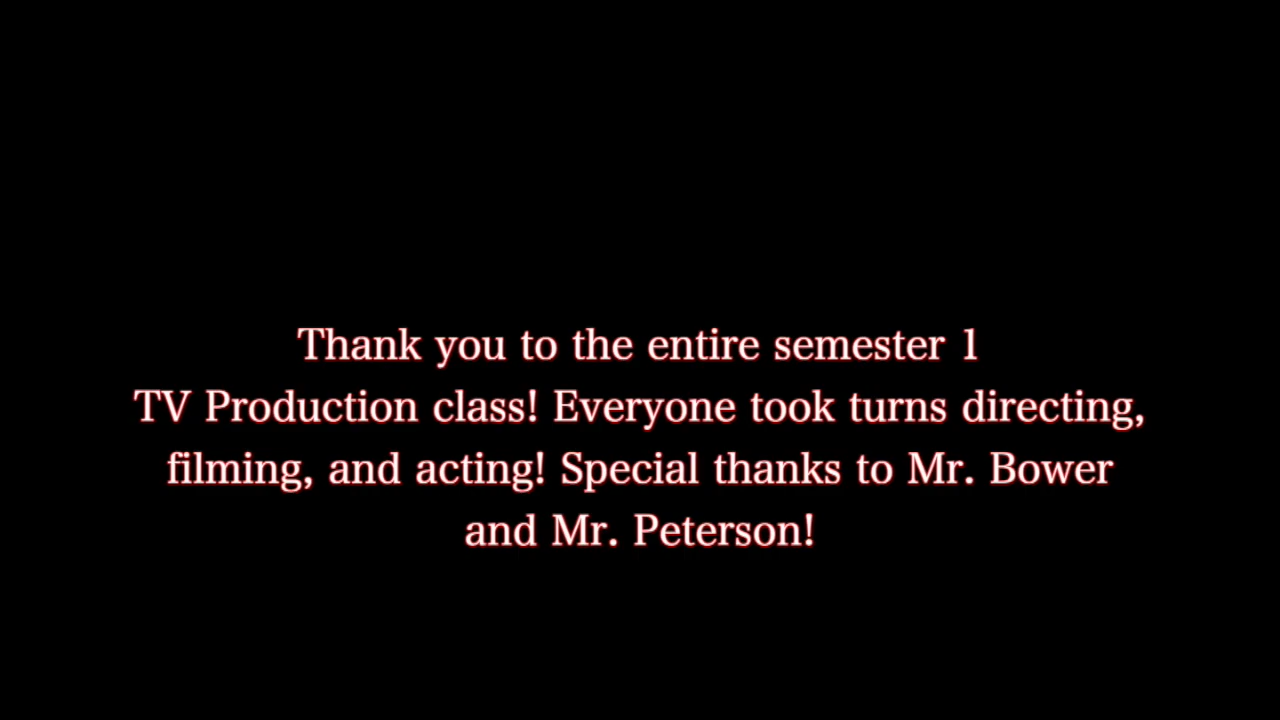 Thank you to the entire semester 1
TV Production class! Everyone took turns directing,
filming, and acting! Special thanks to Mr. Bower
and Mr. Peterson!